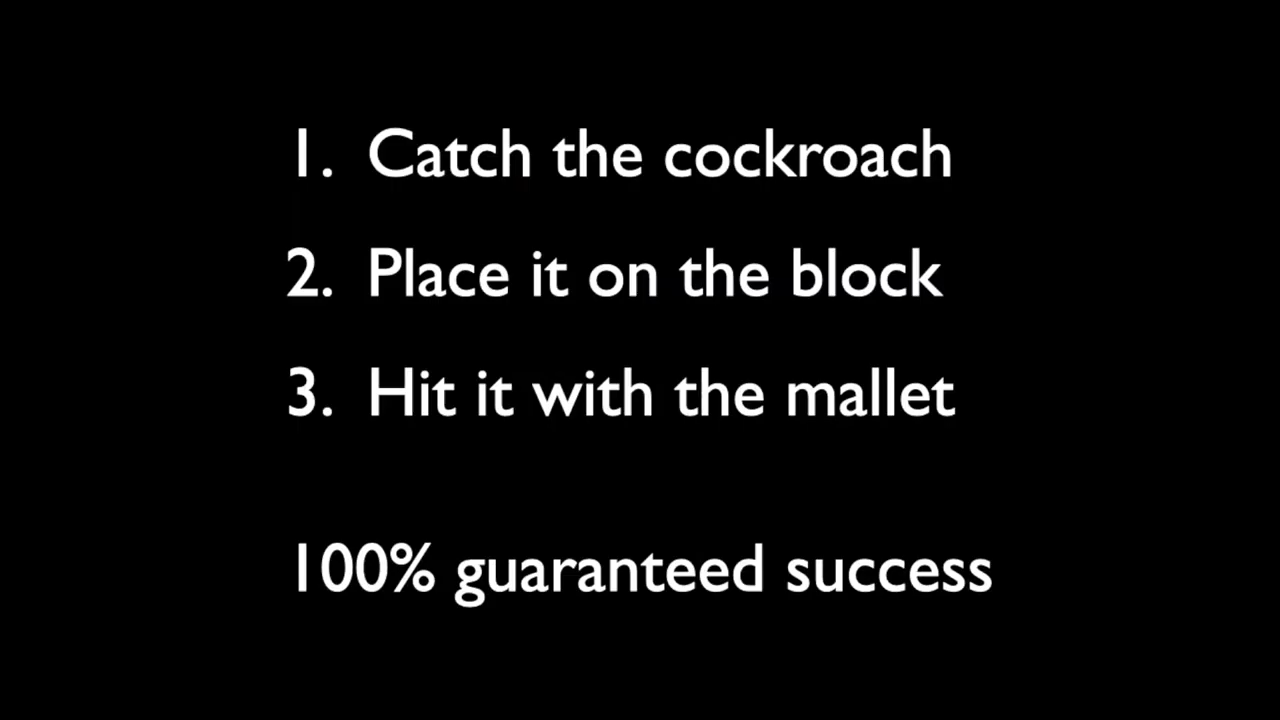 1. Catch the cockroach
2. Place it on the block
3. Hit it with the mallet
100% guaranteed success